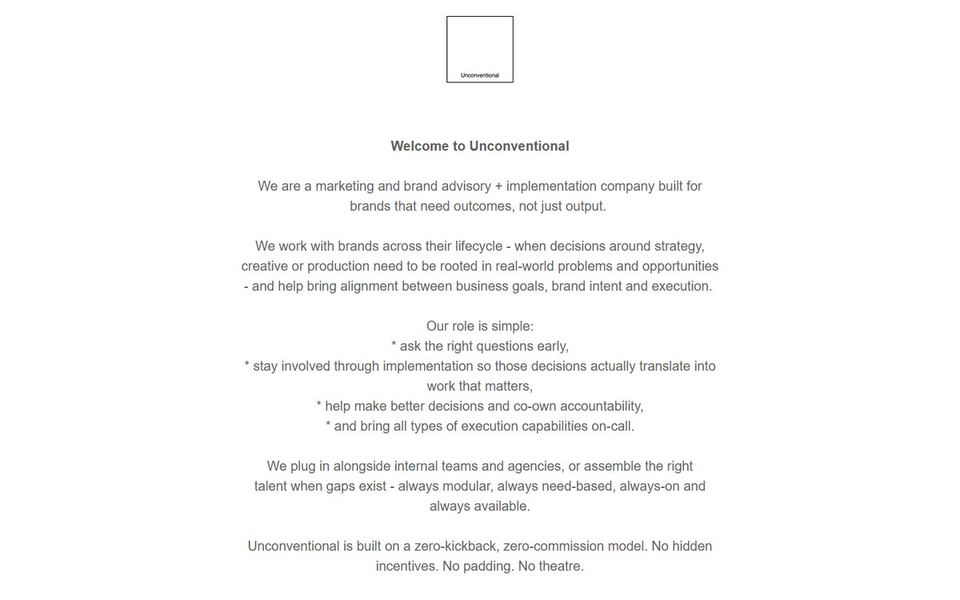 Unconventional
Welcome to Unconventional
We are a marketing and brand advisory + implementation company built for
brands that need outcomes, not just output.
We work with brands across their lifecycle - when decisions around strategy,
creative or production need to be rooted in real-world problems and opportunities
- and help bring alignment between business goals, brand intent and execution.
Our role is simple:
* ask the right questions early,
* stay involved through implementation so those decisions actually translate into
work that matters,
* help make better decisions and co-own accountability,
* and bring all types of execution capabilities on-call.
We plug in alongside internal teams and agencies, or assemble the right
talent when gaps exist - always modular, always need-based, always-on and
always available.
Unconventional is built on a zero-kickback, zero-commission model. No hidden
incentives. No padding. No theatre.